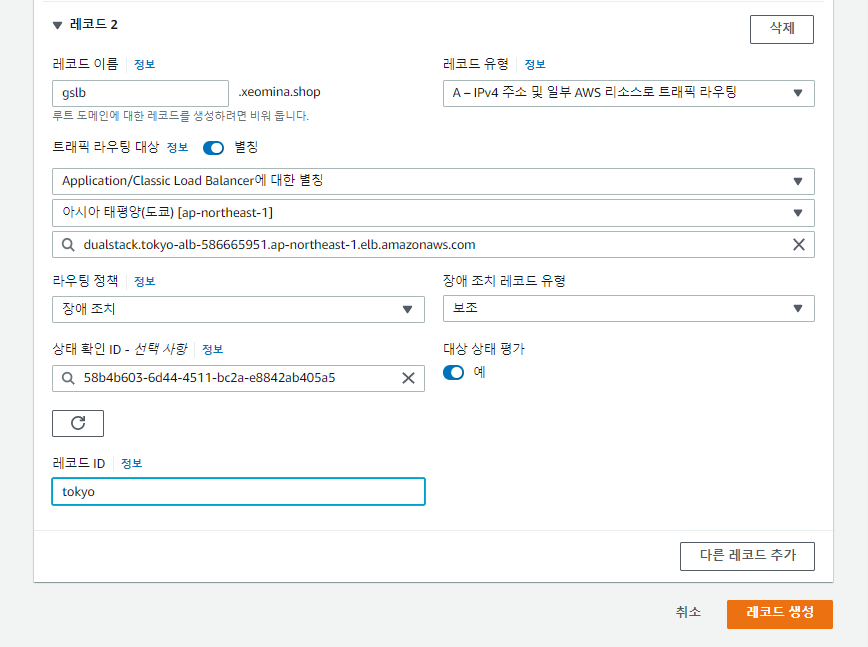 레코드 2
삭제
레코드 이름 정보
레코드 유형 정보
gslb .xeomina.shop
A – IPv4 주소 및 일부 AWS 리소스로 트래픽 라우팅
루트 도메인에 대한 레코드를 생성하려면 비워 둡니다.
트래픽 라우팅 대상 정보 별칭
Application/Classic Load Balancer에 대한 별칭
아시아 태평양(도쿄) [ap-northeast-1]
dualstack.tokyo-alb-586665951.ap-northeast-1.elb.amazonaws.com
라우팅 정책 정보
장애 조치 레코드 유형
장애 조치
보조
상태 확인 ID - 선택 사항 정보
대상 상태 평가
58b4b603-6d44-4511-bc2a-e8842ab405a5
예
레코드 ID 정보
tokyo
다른 레코드 추가
취소
레코드 생성